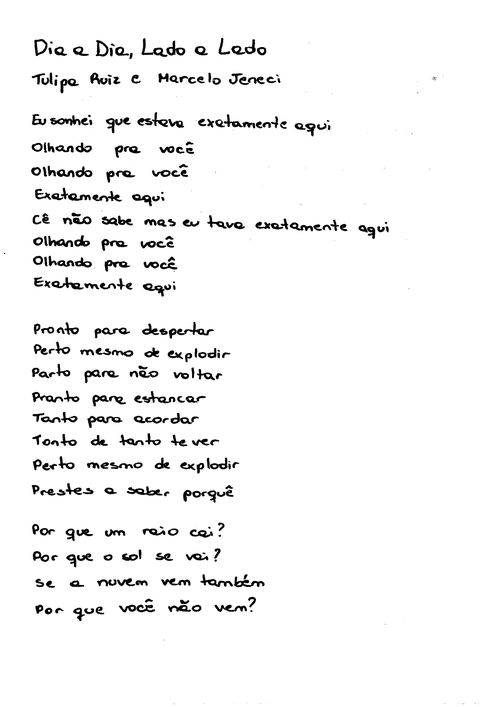 Dia a Dia, Lado a Lado
Tulipa Ruiz e Marcelo Jeneci
Eu sonhei que estava exatamente aqui
Olhando pra você
Olhando pra você
Exatamente aqui
Cê não sabe mas eu tava exatamente aqui
Olhando pra você
Olhando pra você
Exatamente aqui
Pronto para despertar
Perto mesmo de explodir
Parto para não voltar
Pranto para estancar
Tanto para acordar
Tonto de tanto te ver
Perto mesmo de explodir
Prestes a saber porquê
Por que um raio cai?
Por que o sol se vai?
Se a nuvem vem também
Por que você não vem?